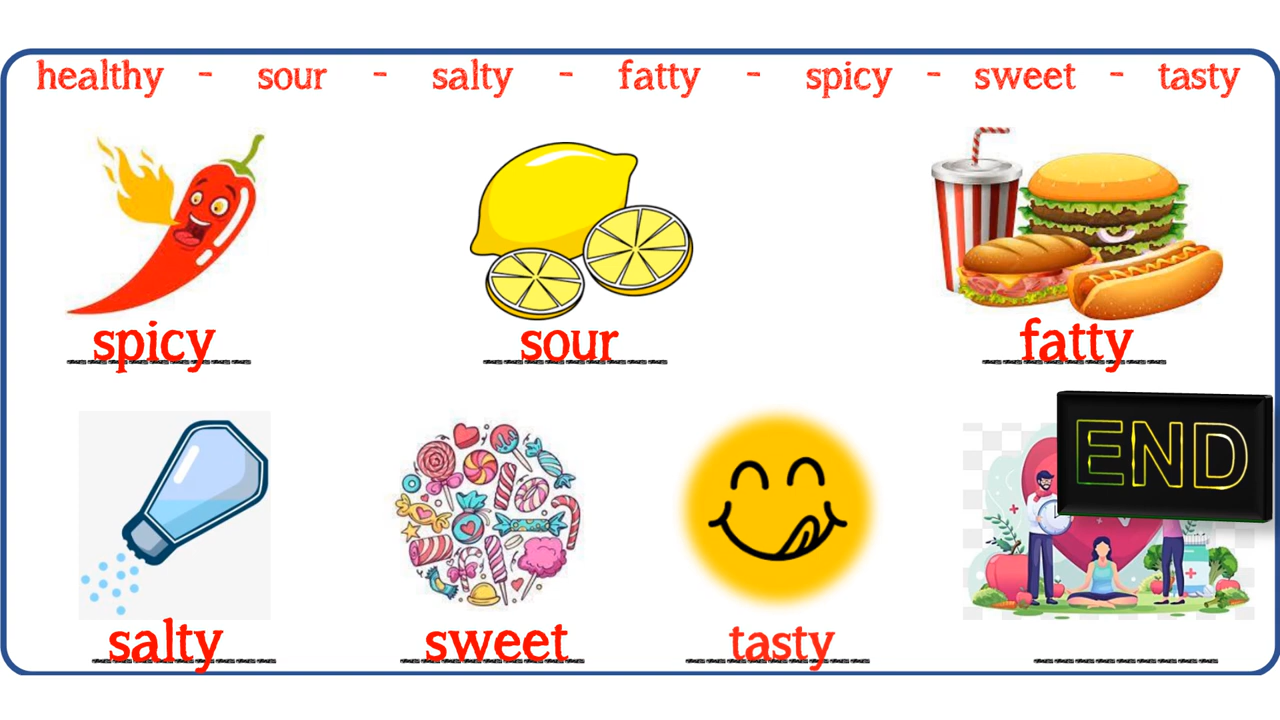 healthy - sour - salty - fatty - spicy - sweet - tasty
spicy sour fatty
END
salty sweet tasty